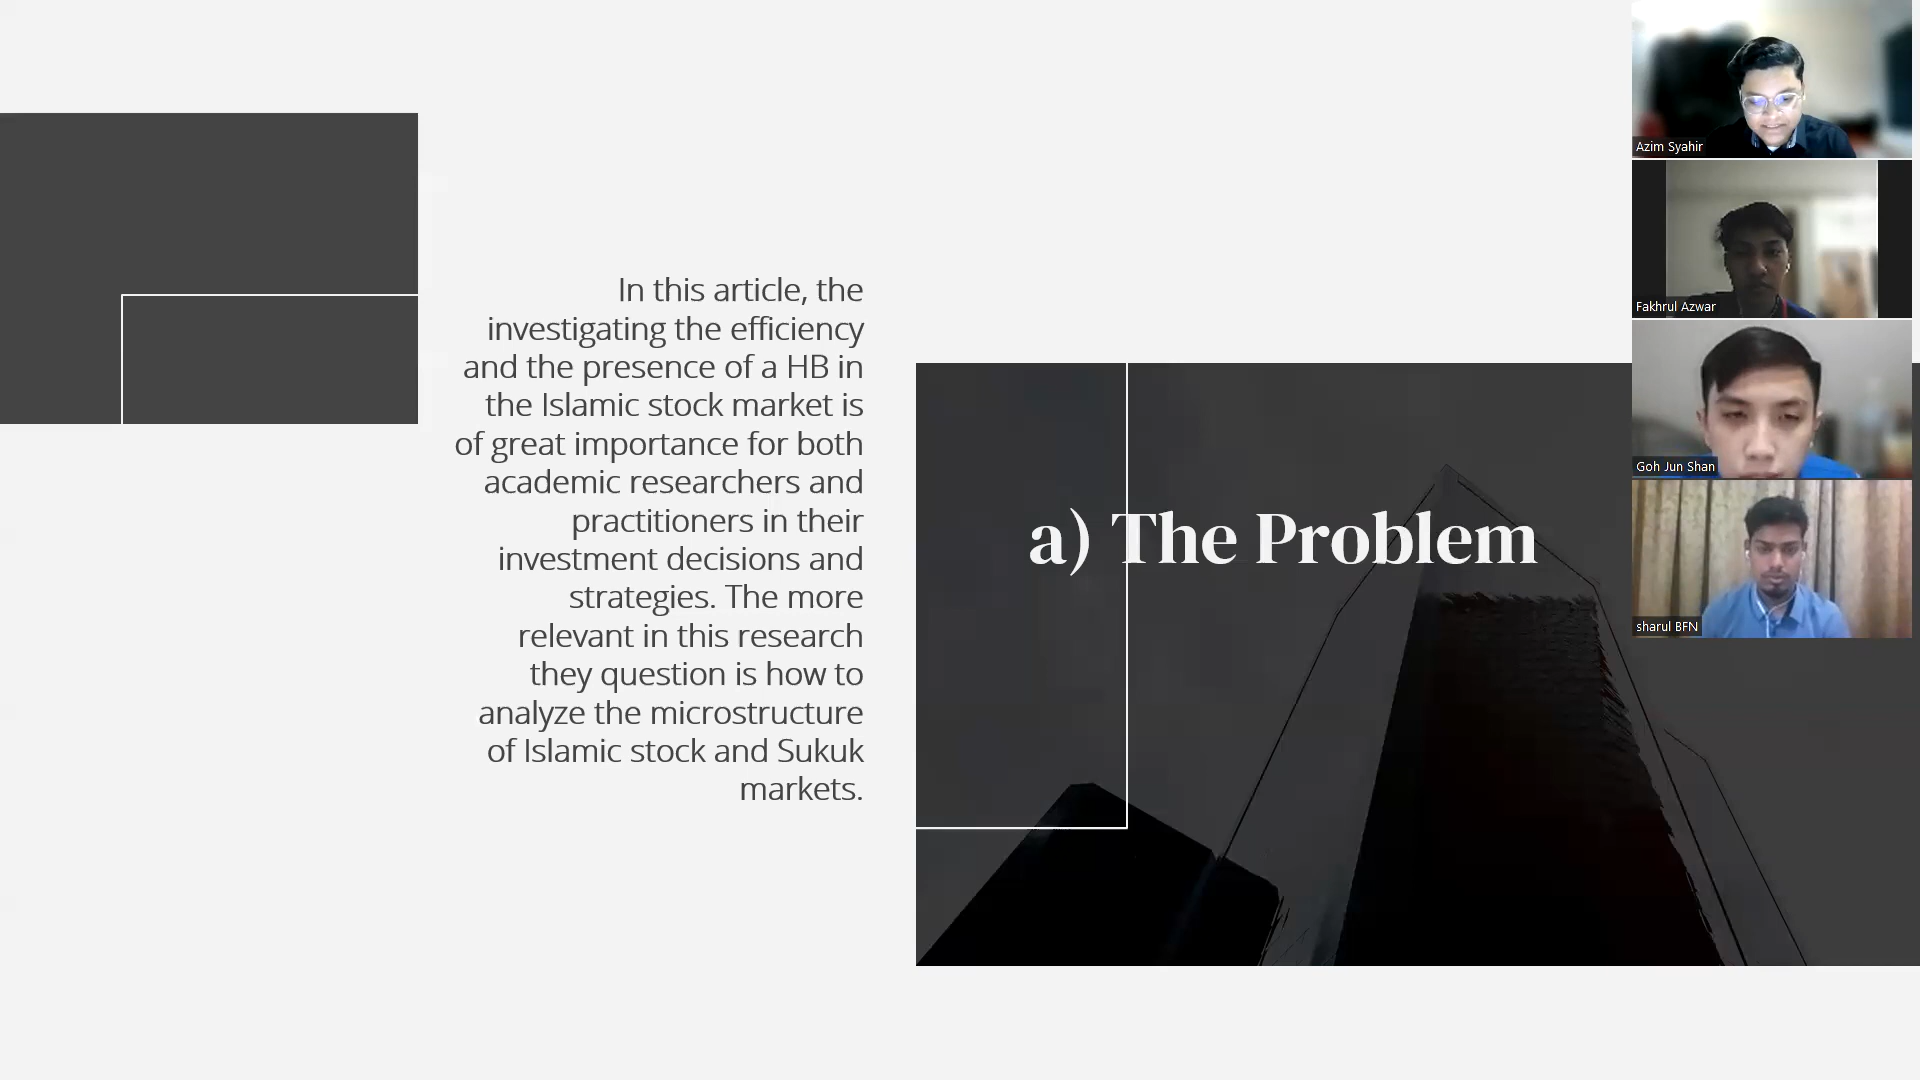 In this article, the
investigating the efficiency
and the presence of a HB in
the Islamic stock market is
of great importance for both
academic researchers and
practitioners in their
investment decisions and
strategies. The more
relevant in this research
they question is how to
analyze the microstructure
of Islamic stock and Sukuk
markets.
a) The Problem
Azim Syahir
Fakhrul Azwar
Goh Jun Shan
sharul BFN